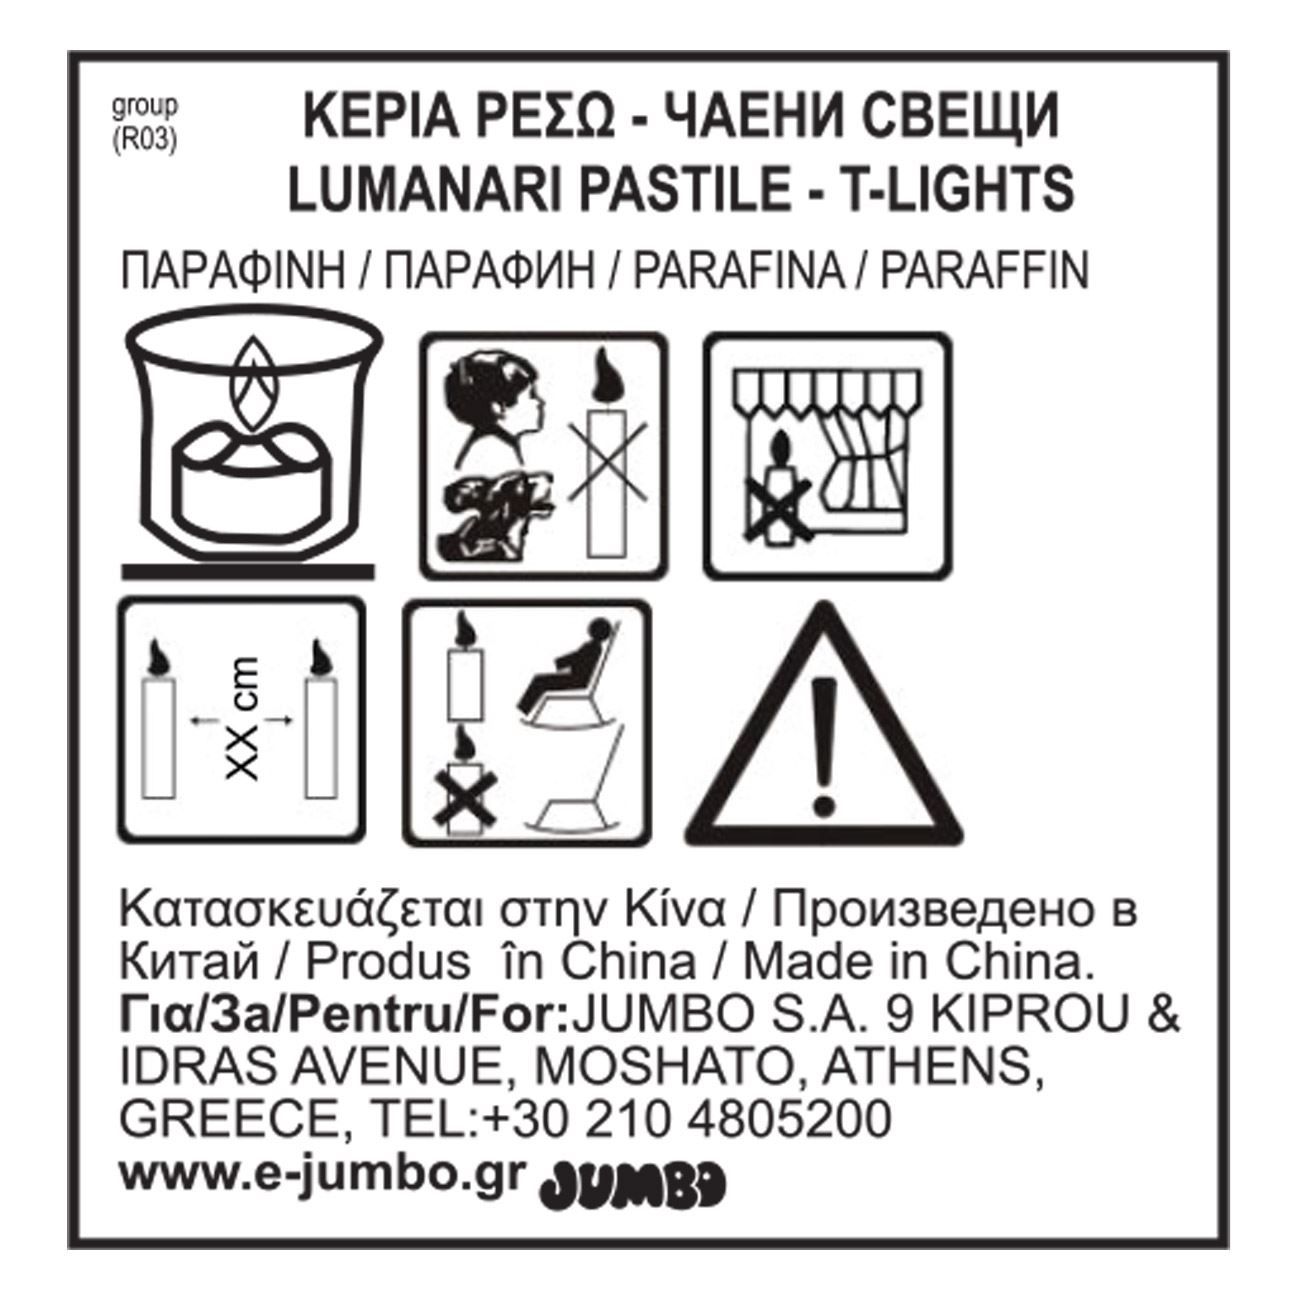 group
(R03)
ΚΕΡΙΑ ΡΕΣΩ - ЧАЕНИ СВЕЩИ
LUMANARI PASTILE - T-LIGHTS
ΠΑΡΑΦΙΝΗ / ПАРАФИН / PARAFINA / PARAFFIN
XX cm
Κατασκευάζεται στην Κίνα / Произведено в
Китай / Produs în China / Made in China.
Για/За/Pentru/For:JUMBO S.A. 9 KIPROU &
IDRAS AVENUE, MOSHATO, ATHENS,
GREECE, TEL:+30 210 4805200
www.e-jumbo.gr JUMBO